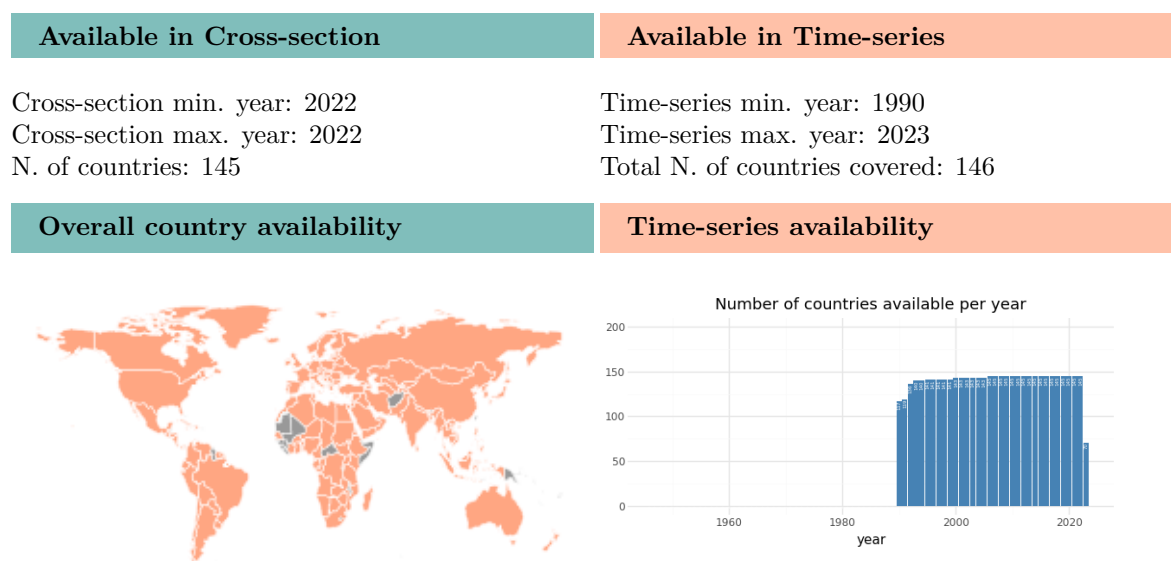 Available in Cross-section
Cross-section min. year: 2022
Cross-section max. year: 2022
N. of countries: 145
Available in Time-series
Time-series min. year: 1990
Time-series max. year: 2023
Total N. of countries covered: 146
Overall country availability
Time-series availability
Number of countries available per year
200
150
100
50
0
1960
1980
2000
2020
year